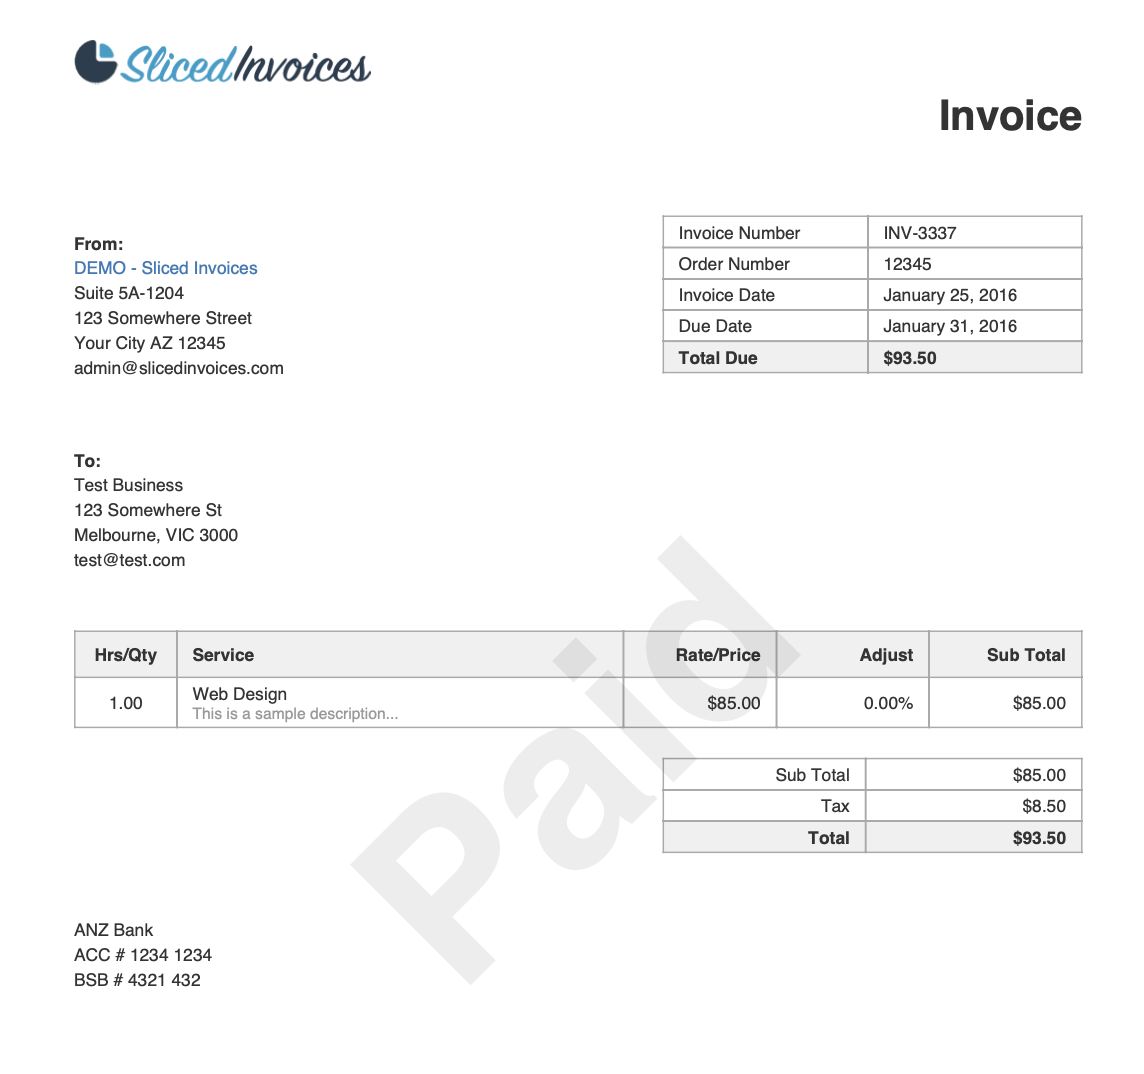 SlicedInvoices
Invoice
From:
DEMO - Sliced Invoices
Suite 5A-1204
123 Somewhere Street
Your City AZ 12345
admin@slicedinvoices.com
Invoice Number INV-3337
Order Number 12345
Invoice Date January 25, 2016
Due Date January 31, 2016
Total Due $93.50
To:
Test Business
123 Somewhere St
Melbourne, VIC 3000
test@test.com
Paid
Hrs/Qty Service Rate/Price Adjust Sub Total
1.00 Web Design $85.00 0.00% $85.00
This is a sample description...
Sub Total $85.00
Tax $8.50
Total $93.50
ANZ Bank
ACC # 1234 1234
BSB # 4321 432